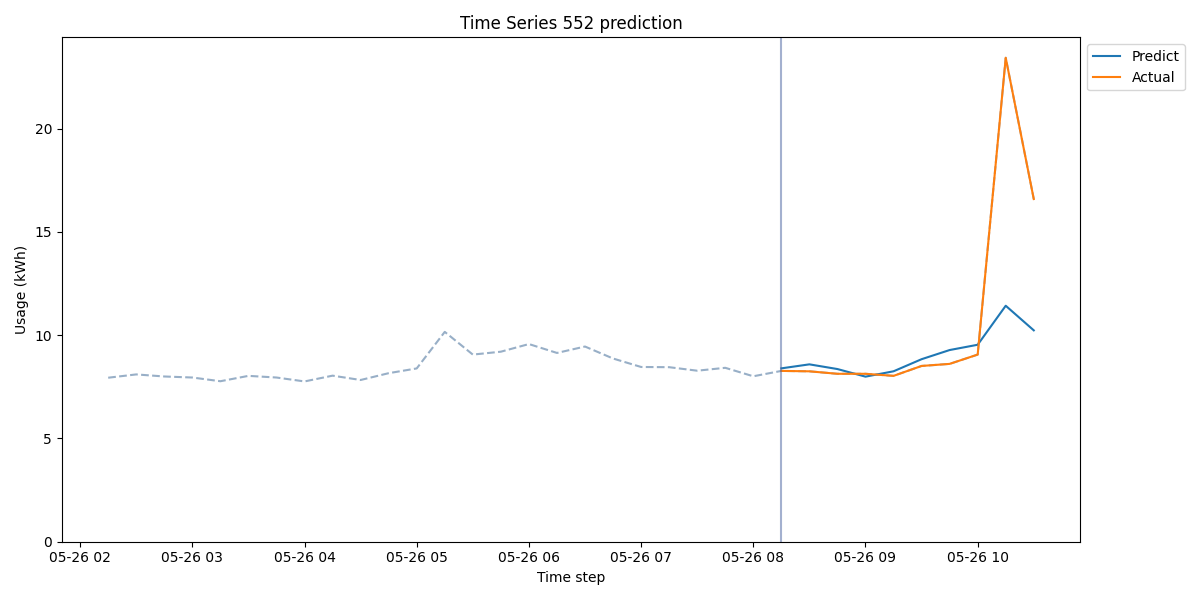 Time Series 552 prediction
Predict
Actual
Usage (kWh)
20
15
10
5
0
05-26 02
05-26 03
05-26 04
05-26 05
05-26 06
05-26 07
05-26 08
05-26 09
05-26 10
Time step